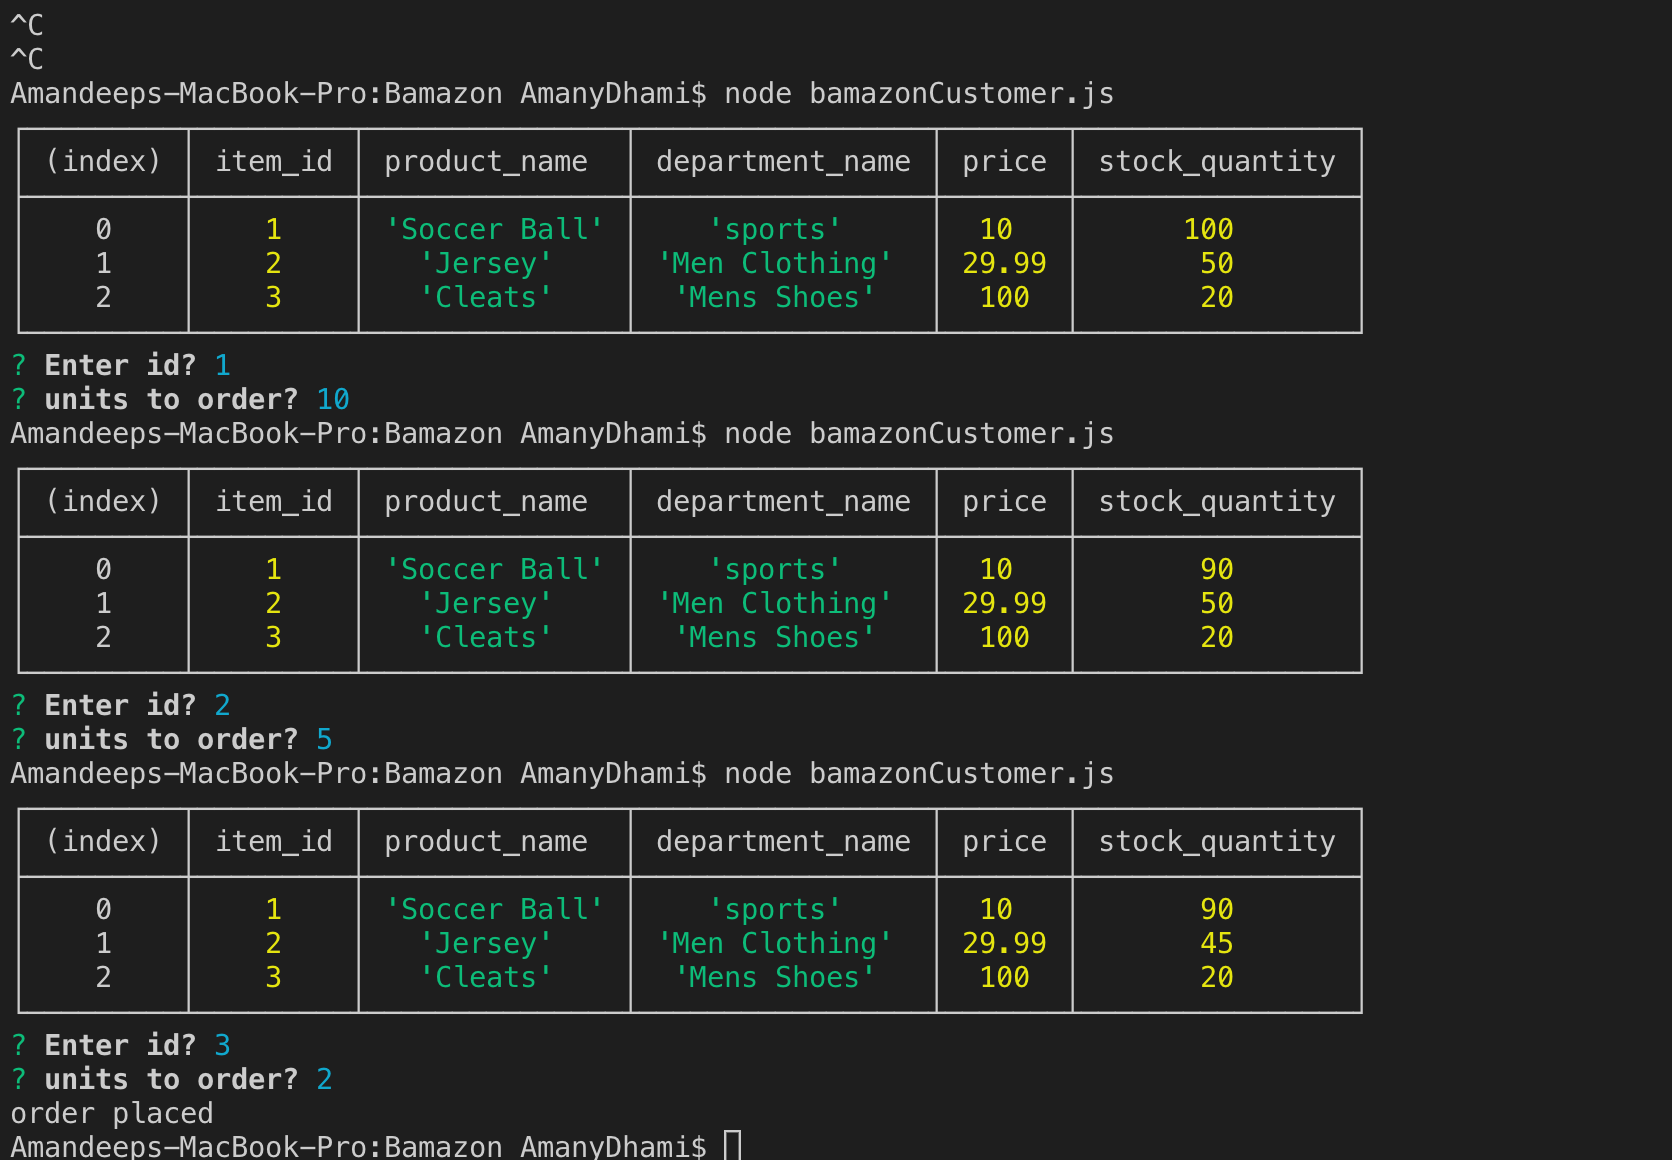 ^C
^C
Amandeeps-MacBook-Pro:Bamazon AmanyDhami$ node bamazonCustomer.js
(index) item_id product_name department_name price stock_quantity
0 1 'Soccer Ball' 'sports' 10 100
1 2 'Jersey' 'Men Clothing' 29.99 50
2 3 'Cleats' 'Mens Shoes' 100 20
? Enter id? 1
? units to order? 10
Amandeeps-MacBook-Pro:Bamazon AmanyDhami$ node bamazonCustomer.js
(index) item_id product_name department_name price stock_quantity
0 1 'Soccer Ball' 'sports' 10 90
1 2 'Jersey' 'Men Clothing' 29.99 50
2 3 'Cleats' 'Mens Shoes' 100 20
? Enter id? 2
? units to order? 5
Amandeeps-MacBook-Pro:Bamazon AmanyDhami$ node bamazonCustomer.js
(index) item_id product_name department_name price stock_quantity
0 1 'Soccer Ball' 'sports' 10 90
1 2 'Jersey' 'Men Clothing' 29.99 45
2 3 'Cleats' 'Mens Shoes' 100 20
? Enter id? 3
? units to order? 2
order placed
Amandeeps-MacBook-Pro:Bamazon AmanyDhami$